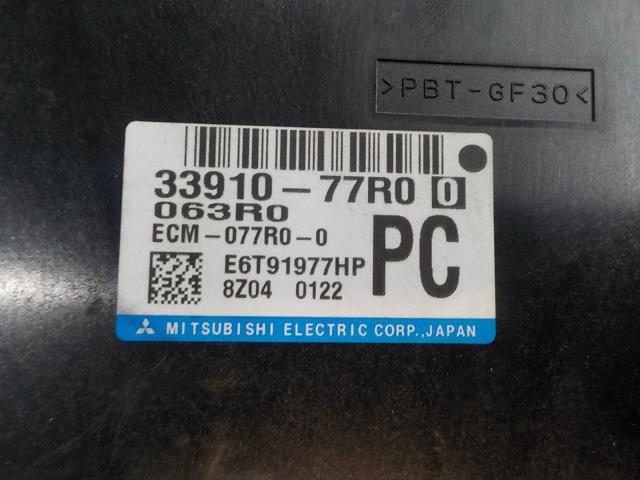 >PBT-GF30<
33910-77R0 0
063R0
ECM-077R0-0
PC
E6T91977HP
8Z04 0122
MITSUBISHI ELECTRIC CORP., JAPAN